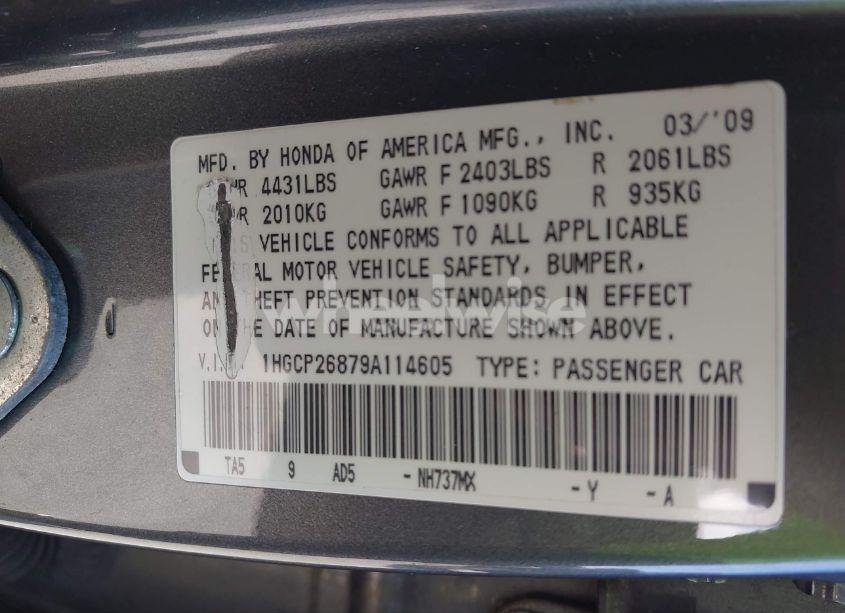 MFD. BY HONDA OF AMERICA MFG., INC. 03/'09
4431LBS GAWR F 2403LBS R 2061LBS
2010KG GAWR F 1090KG R 935KG
VEHICLE CONFORMS TO ALL APPLICABLE
MOTOR VEHICLE SAFETY, BUMPER,
THEFT PREVENTION STANDARDS IN EFFECT
ON THE DATE OF MANUFACTURE SHOWN ABOVE.
1HGCP26879A114605 TYPE: PASSENGER CAR
TA5 9 AD5 - NH737MX - Y - A
wheelwise